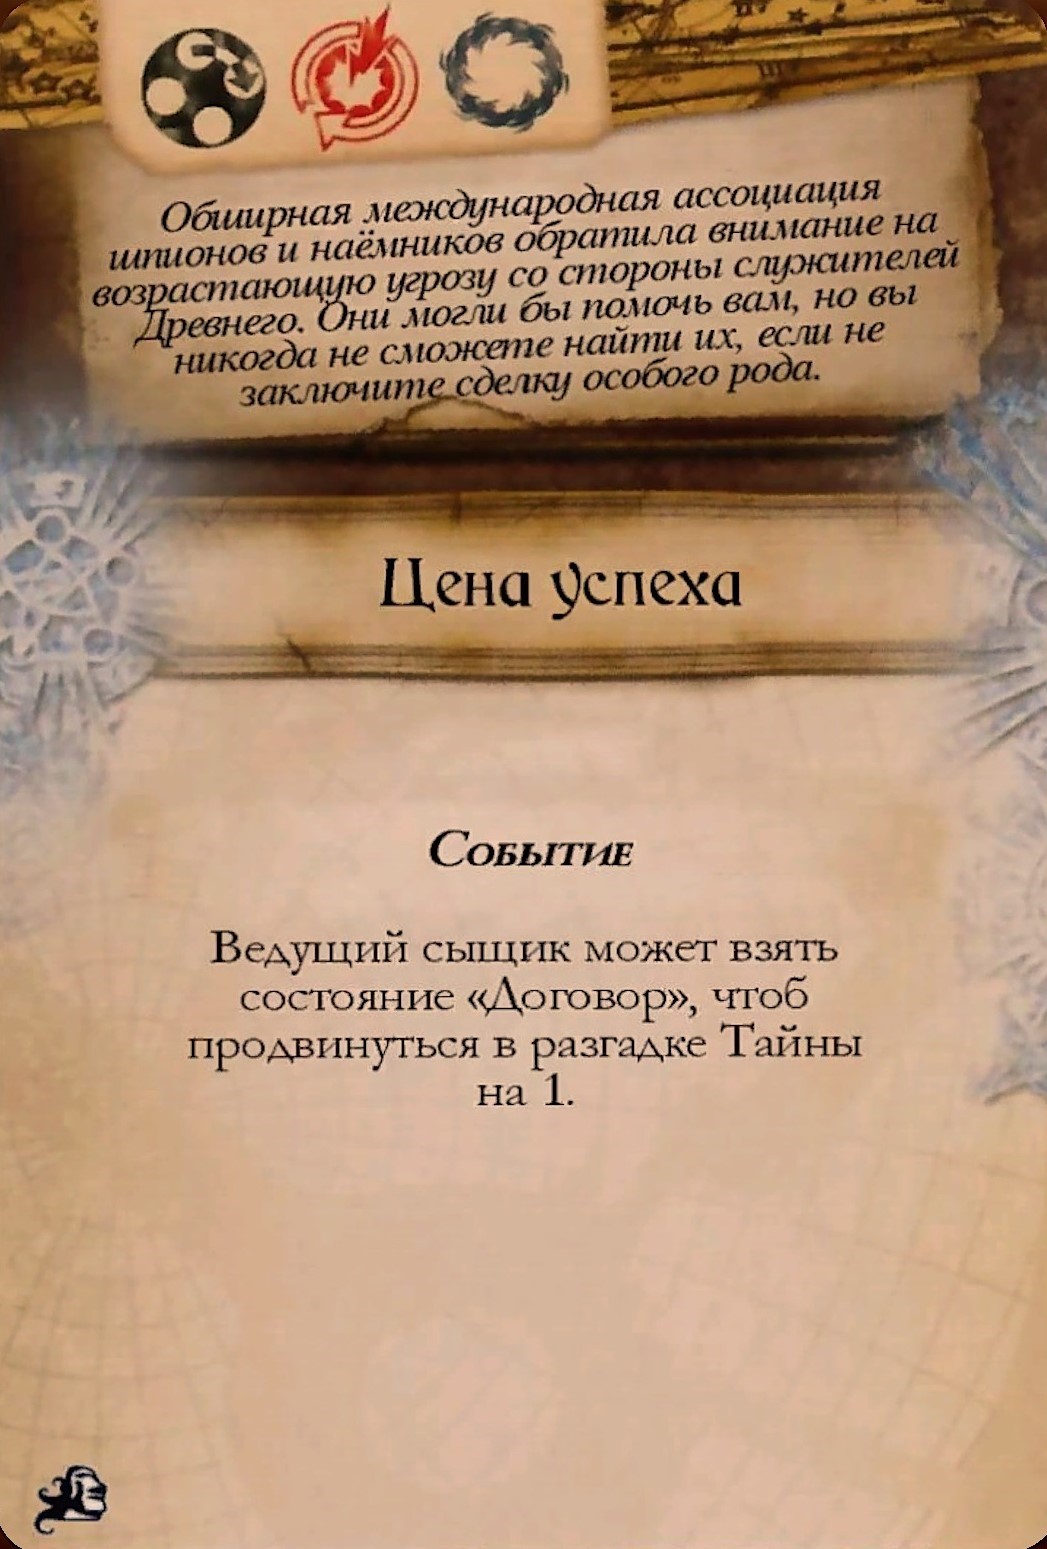 Обширная международная ассоциация
шпионов и наёмников обратила внимание на
возрастающую угрозу со стороны служителей
Древнего. Они могли бы помочь вам, но вы
никогда не сможете найти их, если не
заключите сделку особого рода.
Цена успеха
Событие
Ведущий сыщик может взять
состояние «Договор», чтоб
продвинуться в разгадке Тайны
на 1.